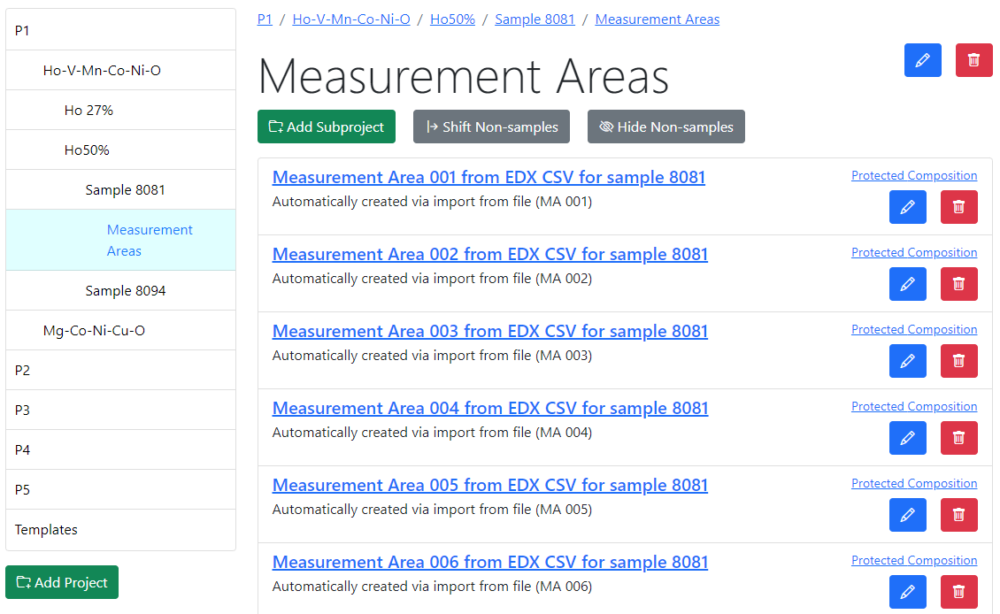 P1
Ho-V-Mn-Co-Ni-O
Ho 27%
Ho50%
Sample 8081
Measurement
Areas
Sample 8094
Mg-Co-Ni-Cu-O
P2
P3
P4
P5
Templates
Add Project
P1 / Ho-V-Mn-Co-Ni-O / Ho50% / Sample 8081 / Measurement Areas
Measurement Areas
Add Subproject Shift Non-samples Hide Non-samples
Measurement Area 001 from EDX CSV for sample 8081 Protected Composition
Automatically created via import from file (MA 001)
Measurement Area 002 from EDX CSV for sample 8081 Protected Composition
Automatically created via import from file (MA 002)
Measurement Area 003 from EDX CSV for sample 8081 Protected Composition
Automatically created via import from file (MA 003)
Measurement Area 004 from EDX CSV for sample 8081 Protected Composition
Automatically created via import from file (MA 004)
Measurement Area 005 from EDX CSV for sample 8081 Protected Composition
Automatically created via import from file (MA 005)
Measurement Area 006 from EDX CSV for sample 8081 Protected Composition
Automatically created via import from file (MA 006)